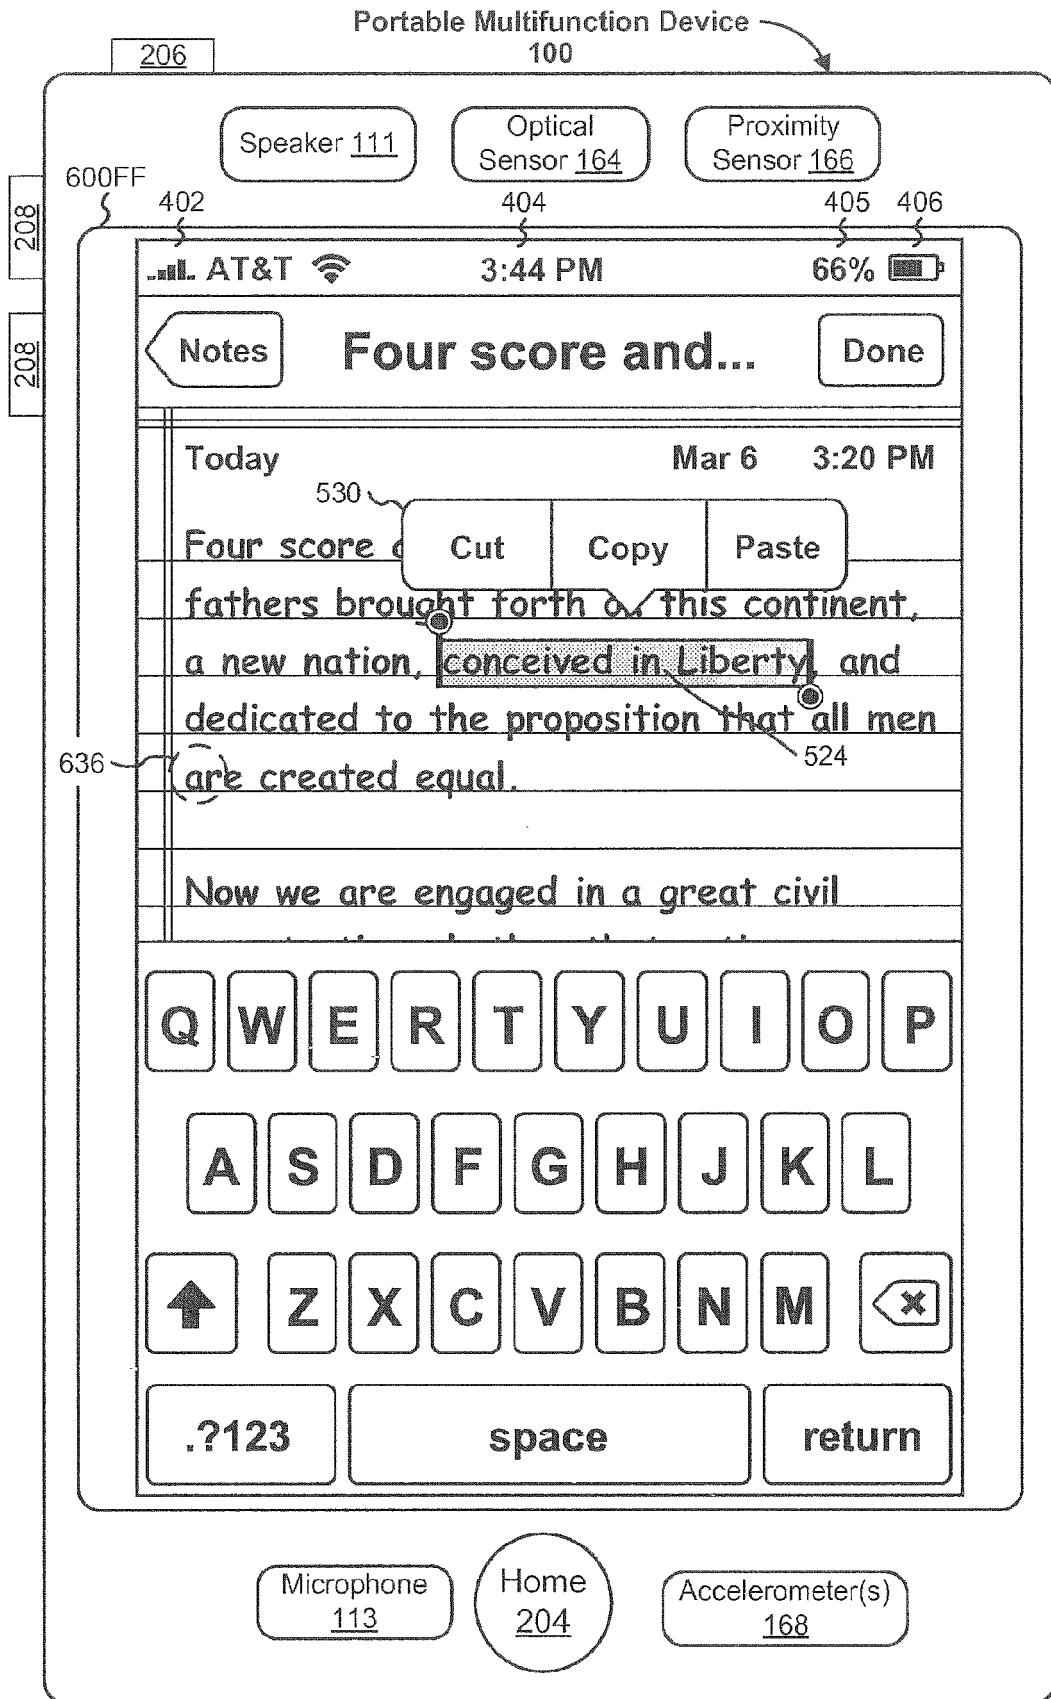 Portable Multifunction Device
100
206
Speaker 111
Optical
Sensor 164
Proximity
Sensor 166
600FF
402
404
405
406
208
208
AT&T
3:44 PM
66%
Notes
Four score and...
Done
Today
Mar 6
3:20 PM
530
Four score
Cut
Copy
Paste
fathers brought forth this continent,
a new nation, conceived in Liberty, and
dedicated to the proposition that all men
524
636
are created equal.
Now we are engaged in a great civil
Q W E R T Y U I O P
A S D F G H J K L
Z X C V B N M
.?123
space
return
Microphone
113
Home
204
Accelerometer(s)
168